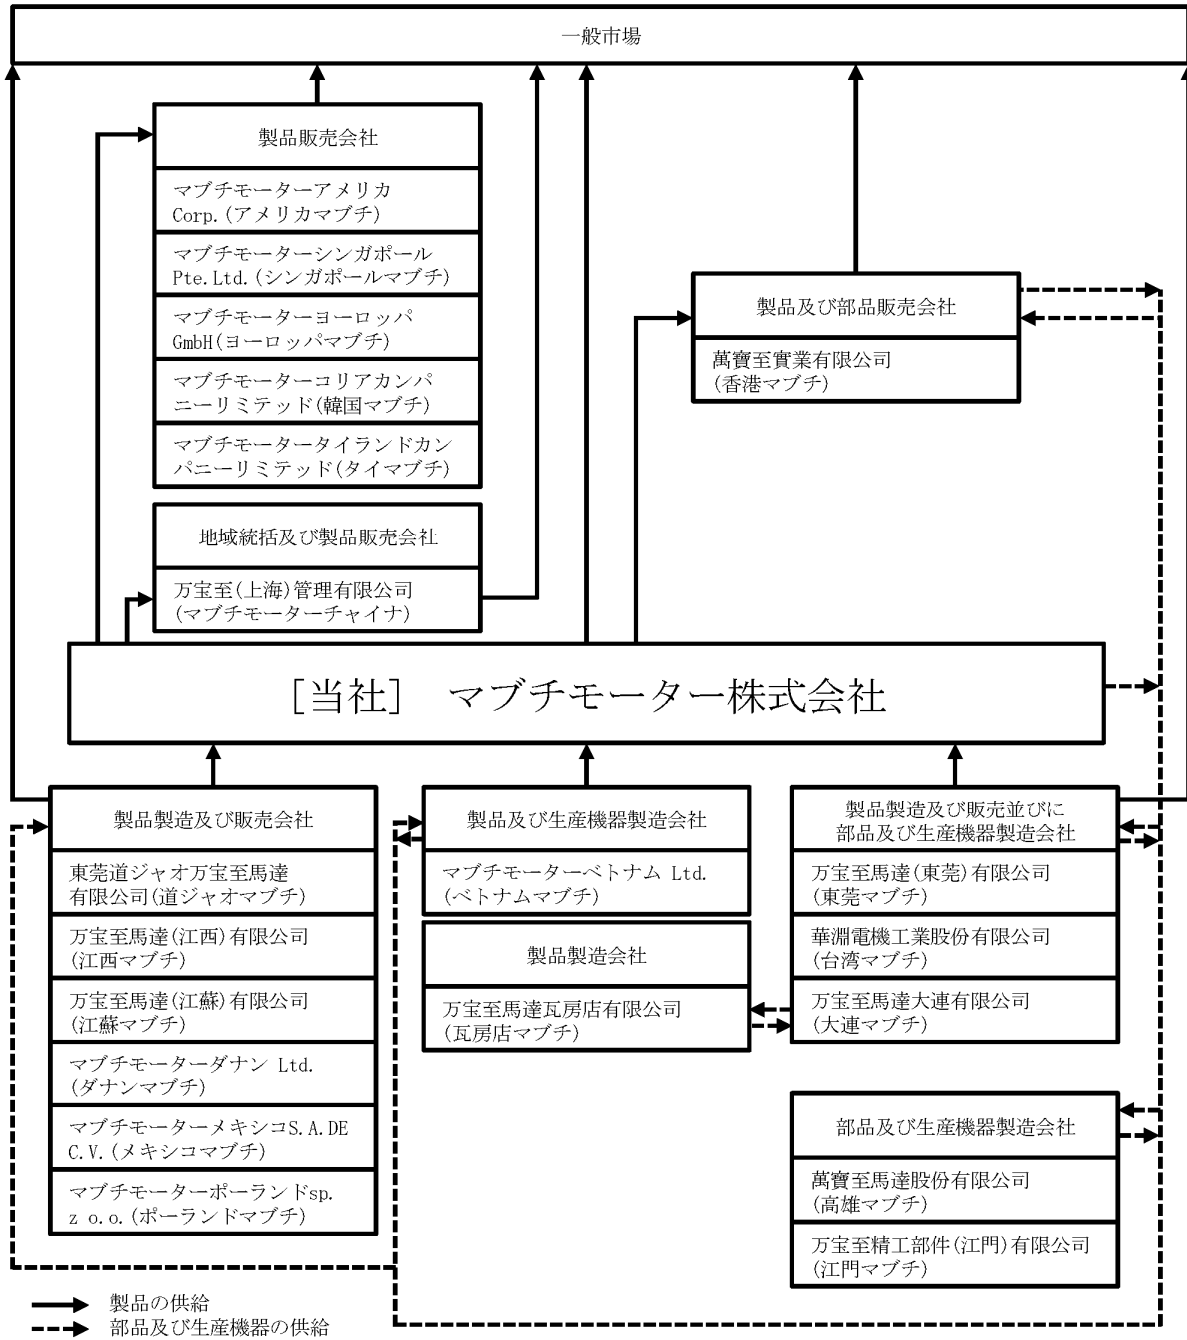 一般市場
製品販売会社
マブチモーターアメリカ
Corp.(アメリカマブチ)
マブチモーターシンガポール
Pte.Ltd.(シンガポールマブチ)
マブチモーターヨーロッパ
GmbH(ヨーロッパマブチ)
マブチモーターコリアカンパ
ニーリミテッド(韓国マブチ)
マブチモータータイランドカン
パニーリミテッド(タイマブチ)
製品及び部品販売会社
萬寶至實業有限公司
(香港マブチ)
地域統括及び製品販売会社
万宝至(上海)管理有限公司
(マブチモーターチャイナ)
[当社] マブチモーター株式会社
製品製造及び販売会社
東莞道ジャオ万宝至馬達
有限公司(道ジャオマブチ)
万宝至馬達(江西)有限公司
(江西マブチ)
万宝至馬達(江蘇)有限公司
(江蘇マブチ)
マブチモーターダナン Ltd.
(ダナンマブチ)
マブチモーターメキシコS.A.DE
C.V.(メキシコマブチ)
マブチモーターポーランドsp.
z o.o.(ポーランドマブチ)
製品及び生産機器製造会社
マブチモーターベトナム Ltd.
(ベトナムマブチ)
製品製造会社
万宝至馬達瓦房店有限公司
(瓦房店マブチ)
製品製造及び販売並びに
部品及び生産機器製造会社
万宝至馬達(東莞)有限公司
(東莞マブチ)
華淵電機工業股份有限公司
(台湾マブチ)
万宝至馬達大連有限公司
(大連マブチ)
部品及び生産機器製造会社
萬寶至馬達股份有限公司
(高雄マブチ)
万宝至精工部件(江門)有限公司
(江門マブチ)
製品の供給
部品及び生産機器の供給